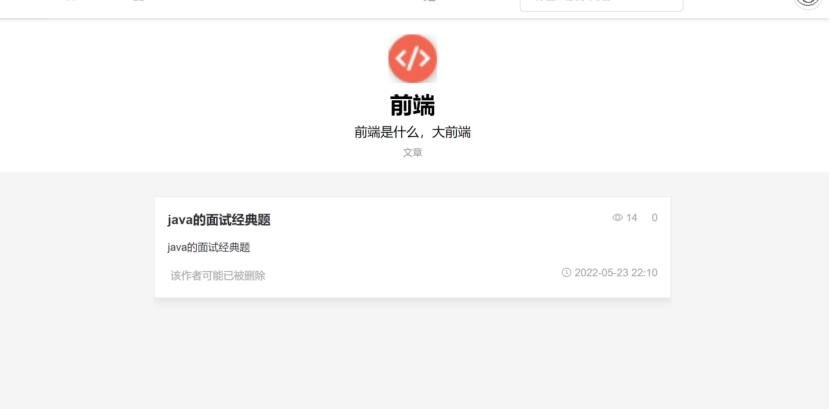 前端
前端是什么，大前端
文章
java的面试经典题
14 0
java的面试经典题
该作者可能已被删除
2022-05-23 22:10